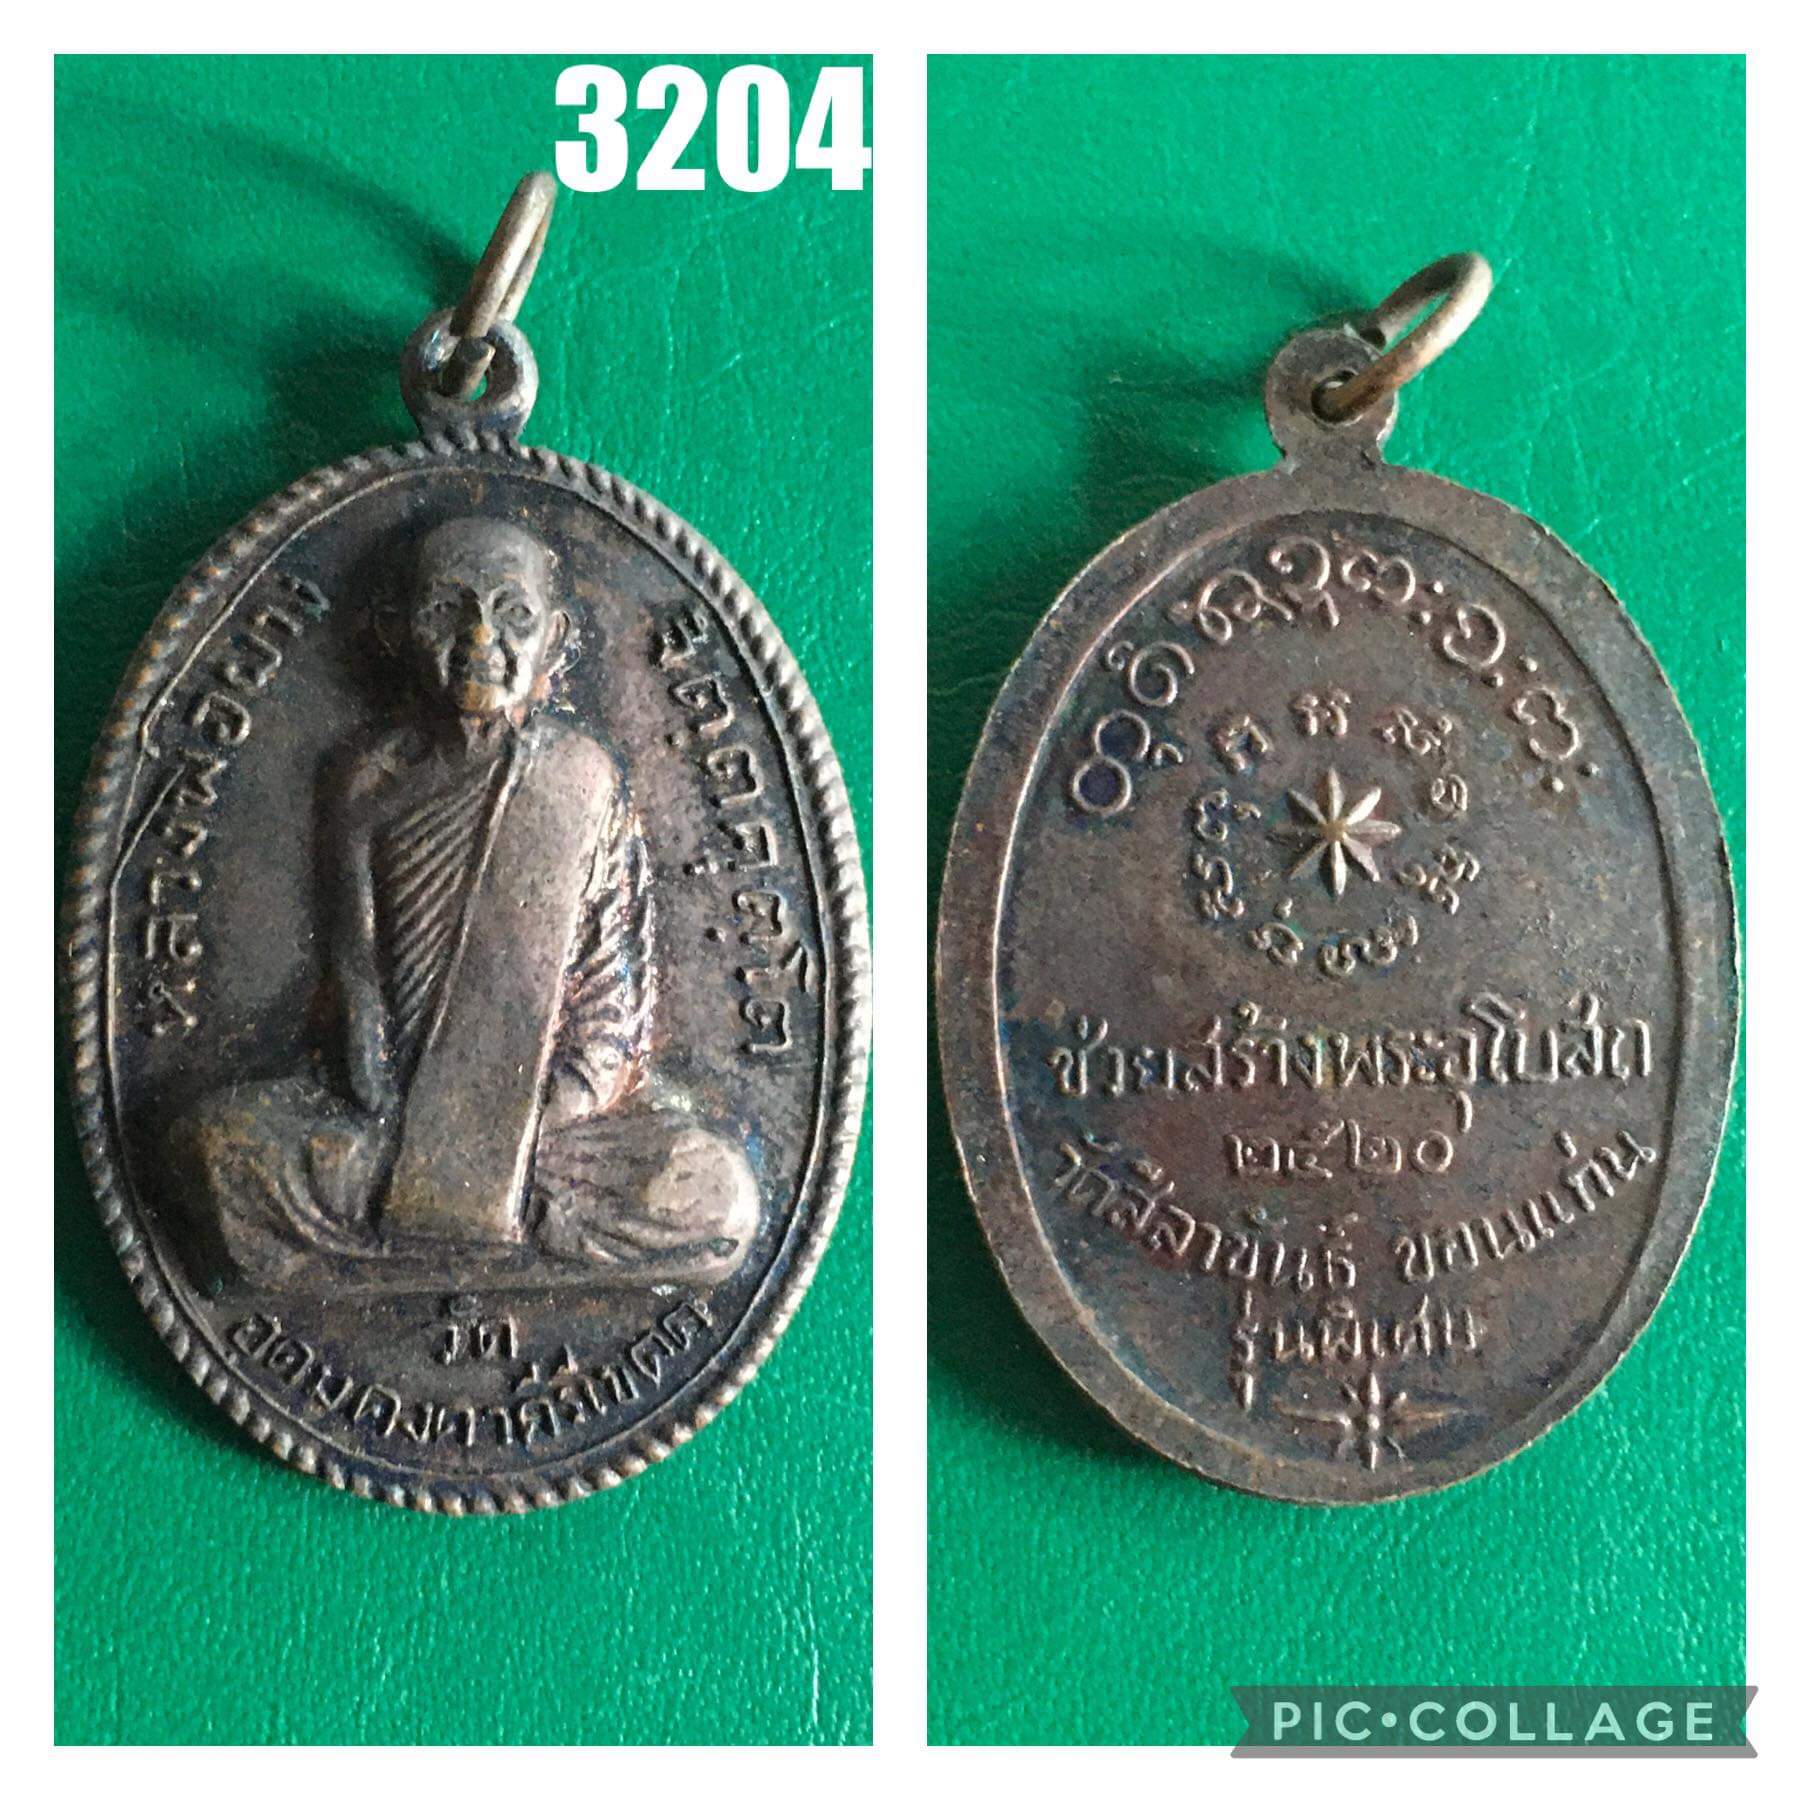 3204
หลวงพ่อผาง
จิตฺตคุตฺโต
วัด
อุดมคงคาคีรีเขตต์
ช่วยสร้างพระอุโบสถ
๒๕๒๐
วัดสีลาขันธ์ ขอนแก่น
รุ่นพิเศษ
PIC•COLLAGE